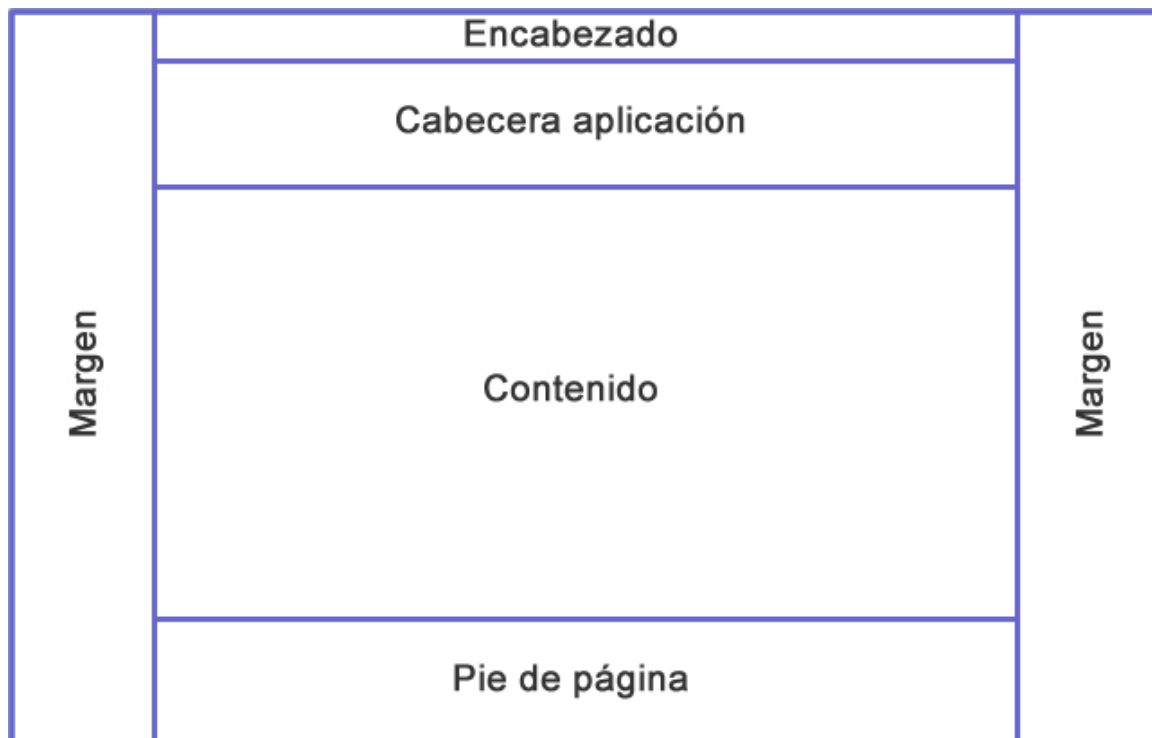 Encabezado
Cabecera aplicación
Margen
Contenido
Margen
Pie de página